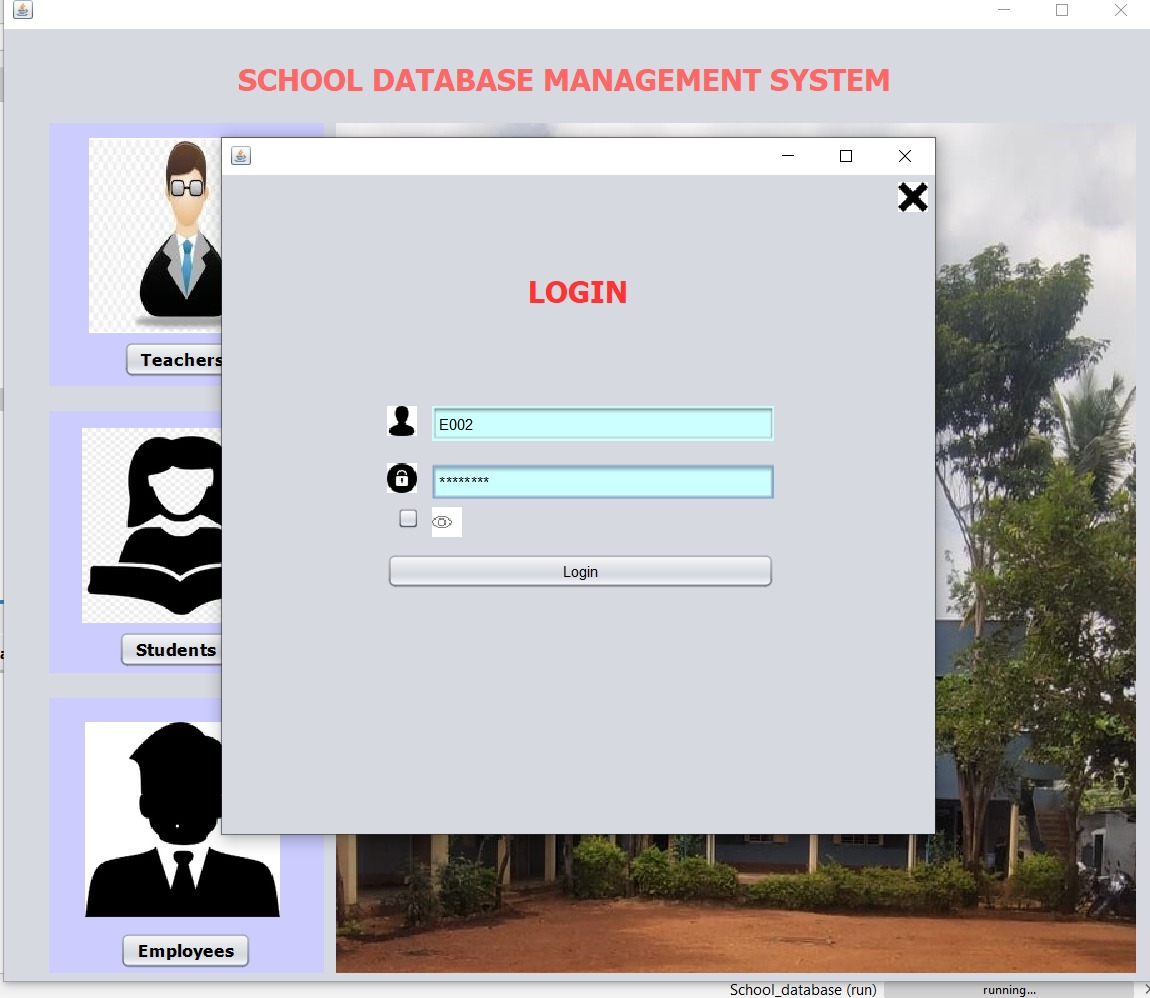 SCHOOL DATABASE MANAGEMENT SYSTEM
LOGIN
Teachers
E002
********
Login
Students
Employees
School_database (run)
running...